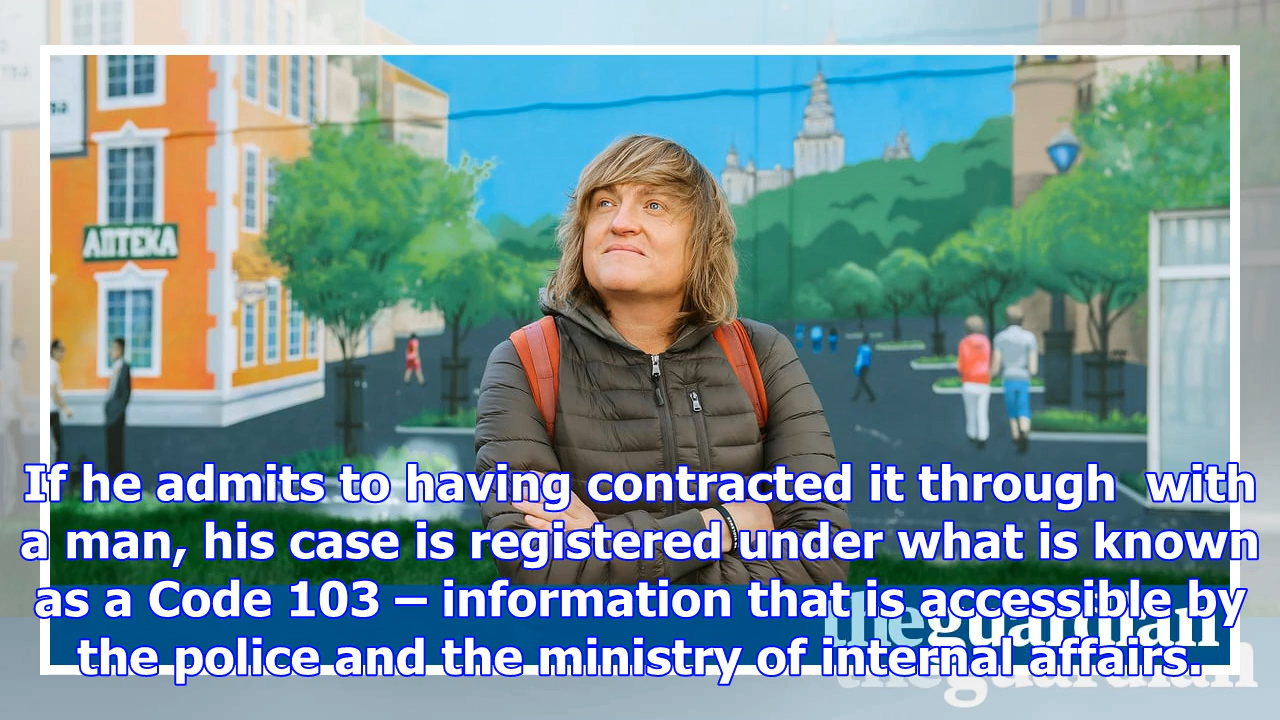 АПТЕКА
If he admits to having contracted it through with
a man, his case is registered under what is known
as a Code 103 – information that is accessible by
the police and the ministry of internal affairs.
theguardian
theguardian